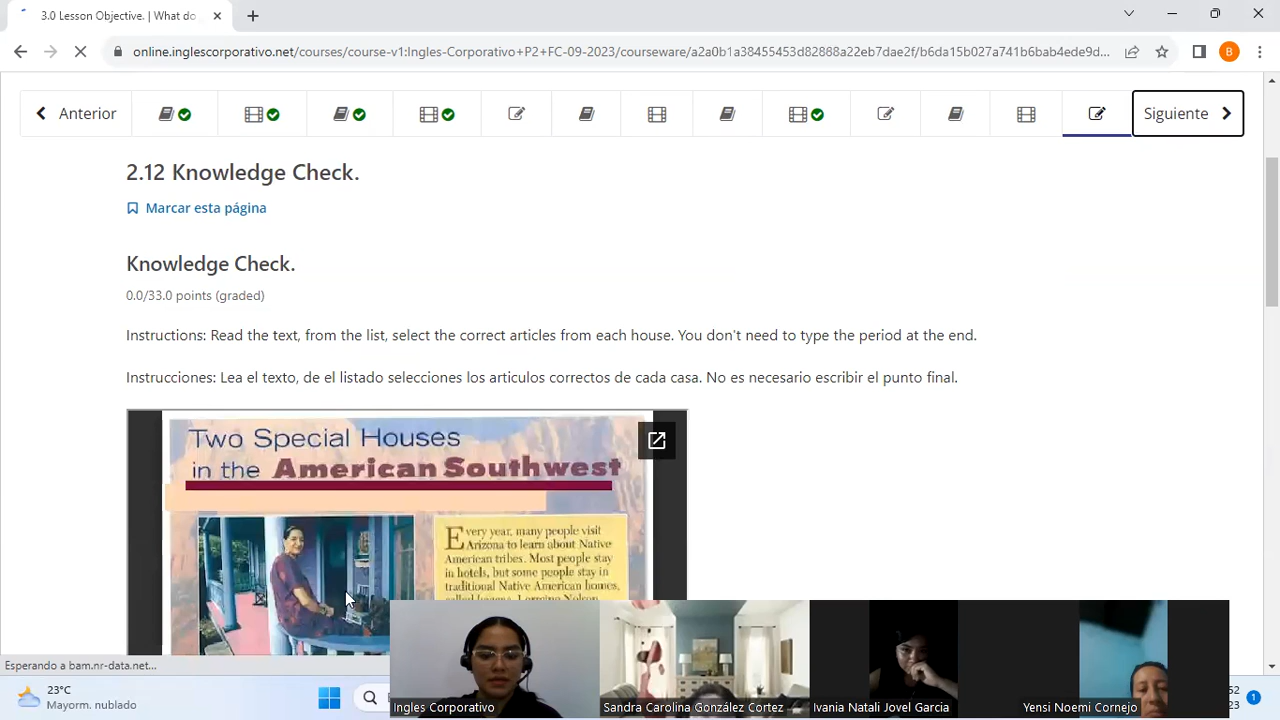 3.0 Lesson Objective. | What do
online.inglescorporativo.net/courses/course-v1:Ingles-Corporativo+P2+FC-09-2023/courseware/a2a0b1a38455453d82888a22eb7dae2f/b6da15b027a741b6bab4ede9d...
B
Anterior
Siguiente
2.12 Knowledge Check.
Marcar esta página
Knowledge Check.
0.0/33.0 points (graded)
Instructions: Read the text, from the list, select the correct articles from each house. You don't need to type the period at the end.
Instrucciones: Lea el texto, de el listado selecciones los articulos correctos de cada casa. No es necesario escribir el punto final.
Two Special Houses
in the American Southwest
Every year, many people visit
Arizona to learn about Native
American tribes. Most people stay
in hotels, but some people stay in
traditional Native American homes,
Esperando a bam.nr-data.net...
23°C
Mayorm. nublado
Ingles Corporativo
Sandra Carolina González Cortez
Ivania Natali Jovel Garcia
Yensi Noemi Cornejo
52
23
1